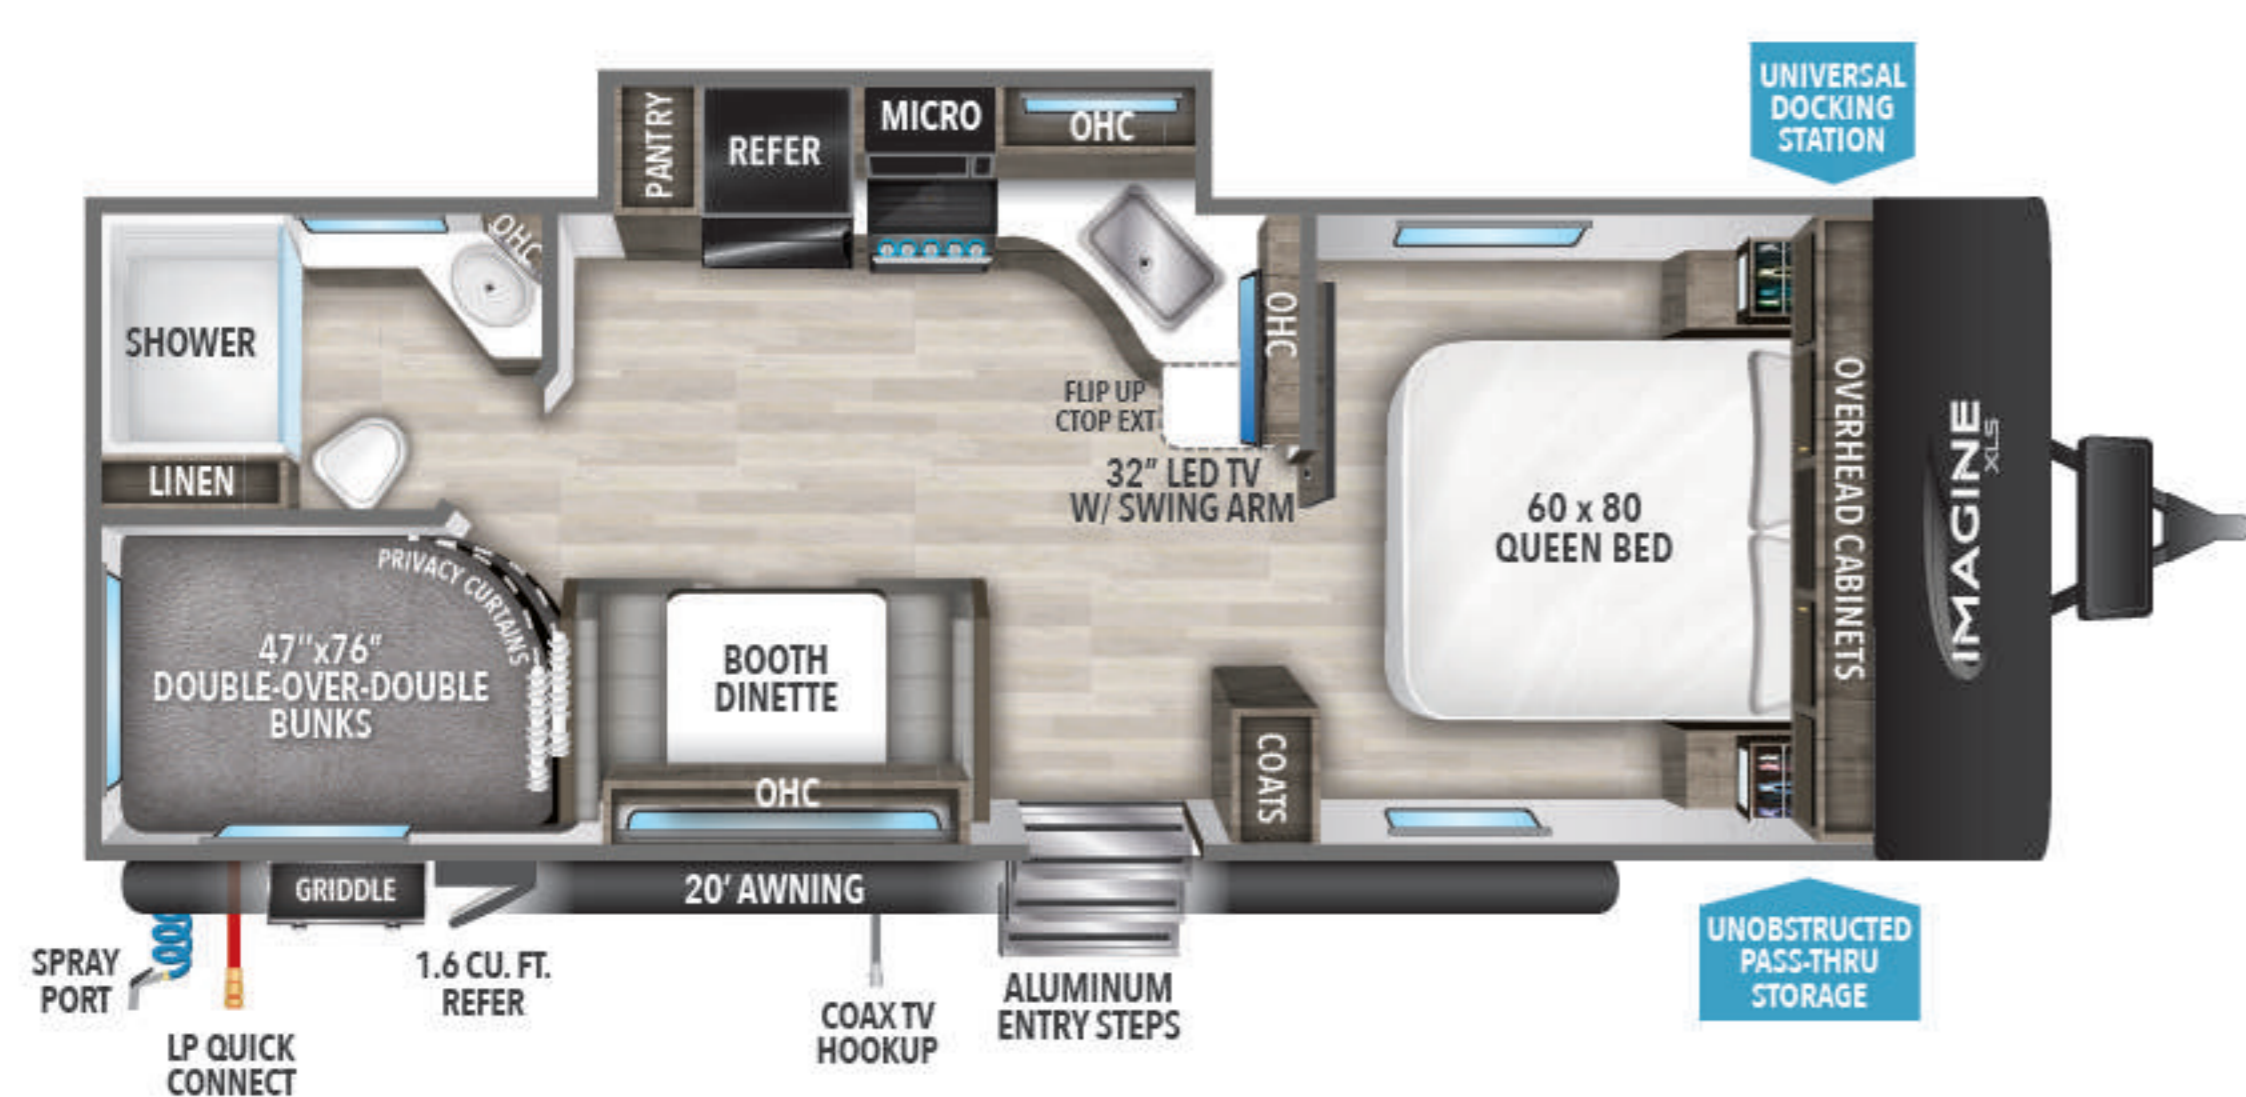 UNIVERSAL
DOCKING
STATION
PANTRY
REFER
MICRO
OHC
OHC
SHOWER
OHC
FLIP UP
CTOP EXT
LINEN
32" LED TV
W/ SWING ARM
60 x 80
QUEEN BED
OVERHEAD CABINETS
IMAGINE
XLS
PRIVACY CURTAINS
47"x76"
DOUBLE-OVER-DOUBLE
BUNKS
BOOTH
DINETTE
OHC
COATS
GRIDDLE
20' AWNING
SPRAY
PORT
1.6 CU. FT.
REFER
LP QUICK
CONNECT
COAX TV
HOOKUP
ALUMINUM
ENTRY STEPS
UNOBSTRUCTED
PASS-THRU
STORAGE